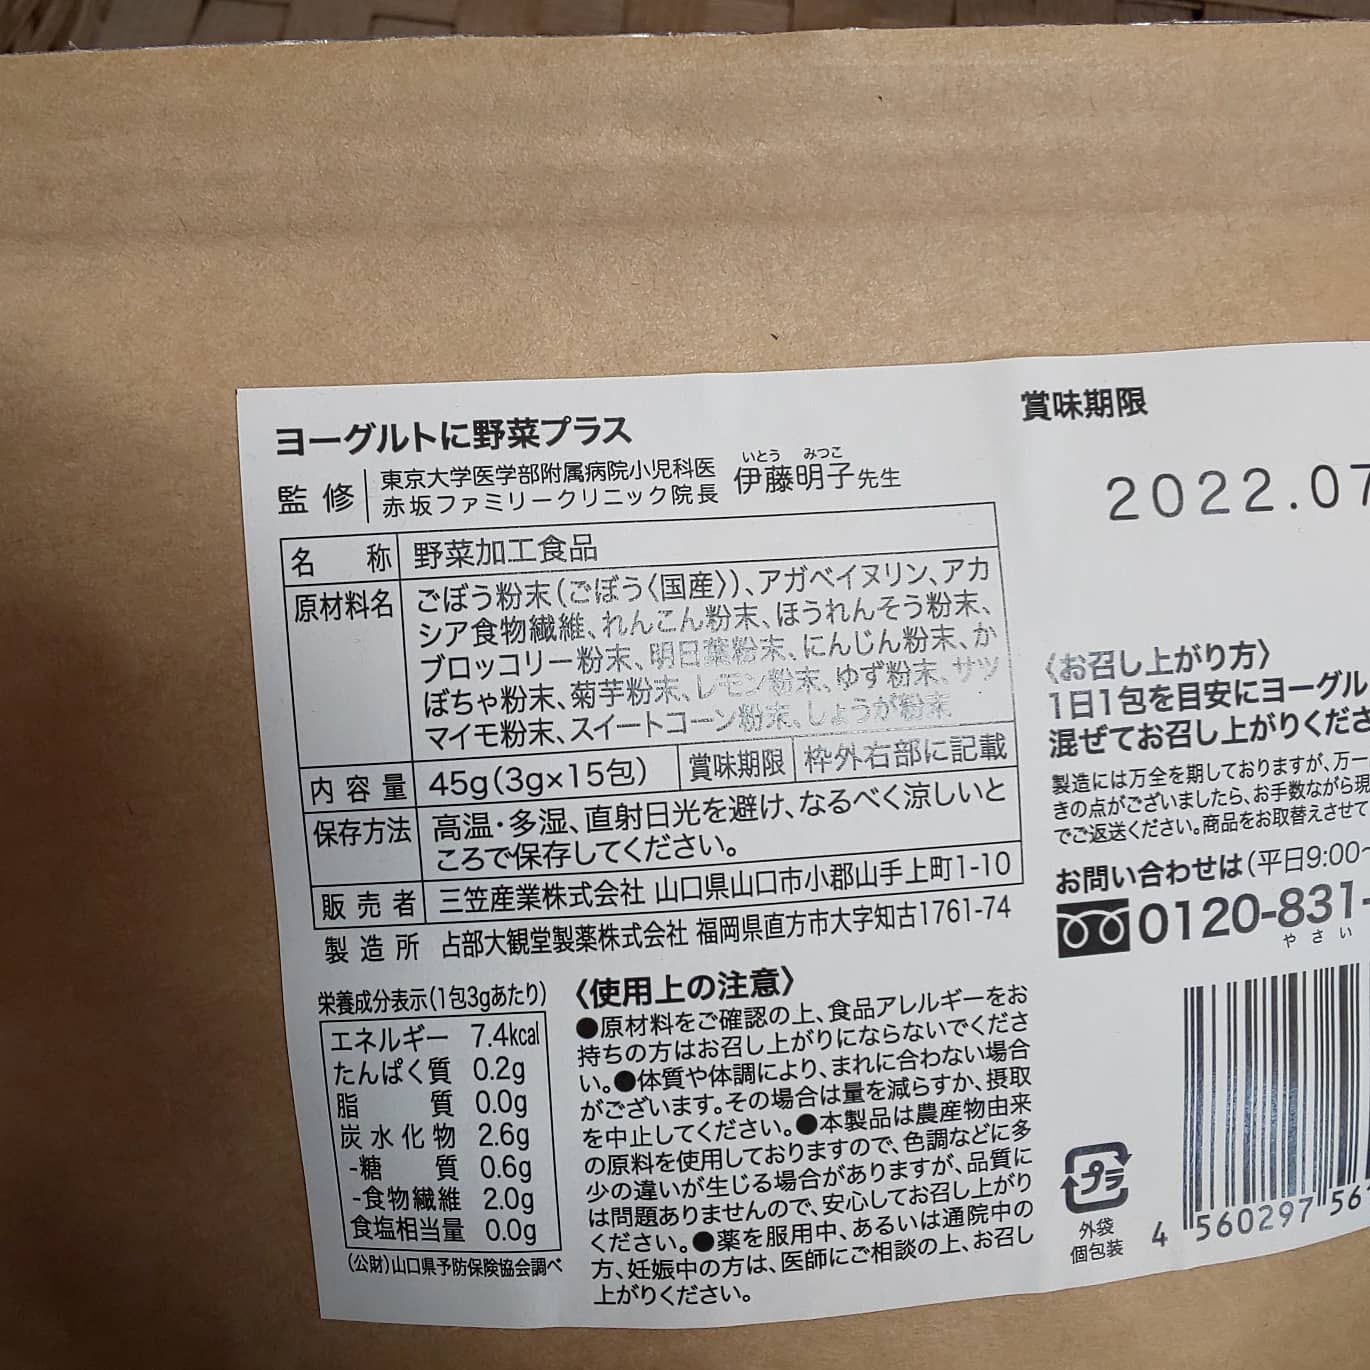 ヨーグルトに野菜プラス
監修
東京大学医学部附属病院小児科医
赤坂ファミリークリニック院長
いとう みつこ
伊藤明子先生
名称 野菜加工食品
原材料名 ごぼう粉末(ごぼう〈国産〉)、アガベイヌリン、アカ
シア食物繊維、れんこん粉末、ほうれんそう粉末、
ブロッコリー粉末、明日葉粉末、にんじん粉末、か
ぼちゃ粉末、菊芋粉末、レモン粉末、ゆず粉末、サツ
マイモ粉末、スイートコーン粉末、しょうが粉末
内容量 45g(3g×15包) 賞味期限 枠外右部に記載
保存方法 高温・多湿、直射日光を避け、なるべく涼しいと
ころで保存してください。
販売者 三笠産業株式会社 山口県山口市小郡山手上町1-10
製造所 占部大観堂製薬株式会社 福岡県直方市大字知古1761-74
栄養成分表示(1包3gあたり)
エネルギー 7.4kcal
たんぱく質 0.2g
脂質 0.0g
炭水化物 2.6g
-糖質 0.6g
-食物繊維 2.0g
食塩相当量 0.0g
(公財)山口県予防保険協会調べ
〈使用上の注意〉
●原材料をご確認の上、食品アレルギーをお
持ちの方はお召し上がりにならないでくださ
い。●体質や体調により、まれに合わない場合
がございます。その場合は量を減らすか、摂取
を中止してください。●本製品は農産物由来
の原料を使用しておりますので、色調などに多
少の違いが生じる場合がありますが、品質に
は問題ありませんので、安心してお召し上がり
ください。●薬を服用中、あるいは通院中の
方、妊娠中の方は、医師にご相談の上、お召し
上がりください。
賞味期限
2022.07
〈お召し上がり方〉
1日1包を目安にヨーグル
混ぜてお召し上がりくださ
製造には万全を期しておりますが、万一
きの点がございましたら、お手数ながら現
でご返送ください。商品をお取替えさせて
お問い合わせは(平日9:00~
0120-831-
やさい
プラ
外袋
個包装
4 560297 56